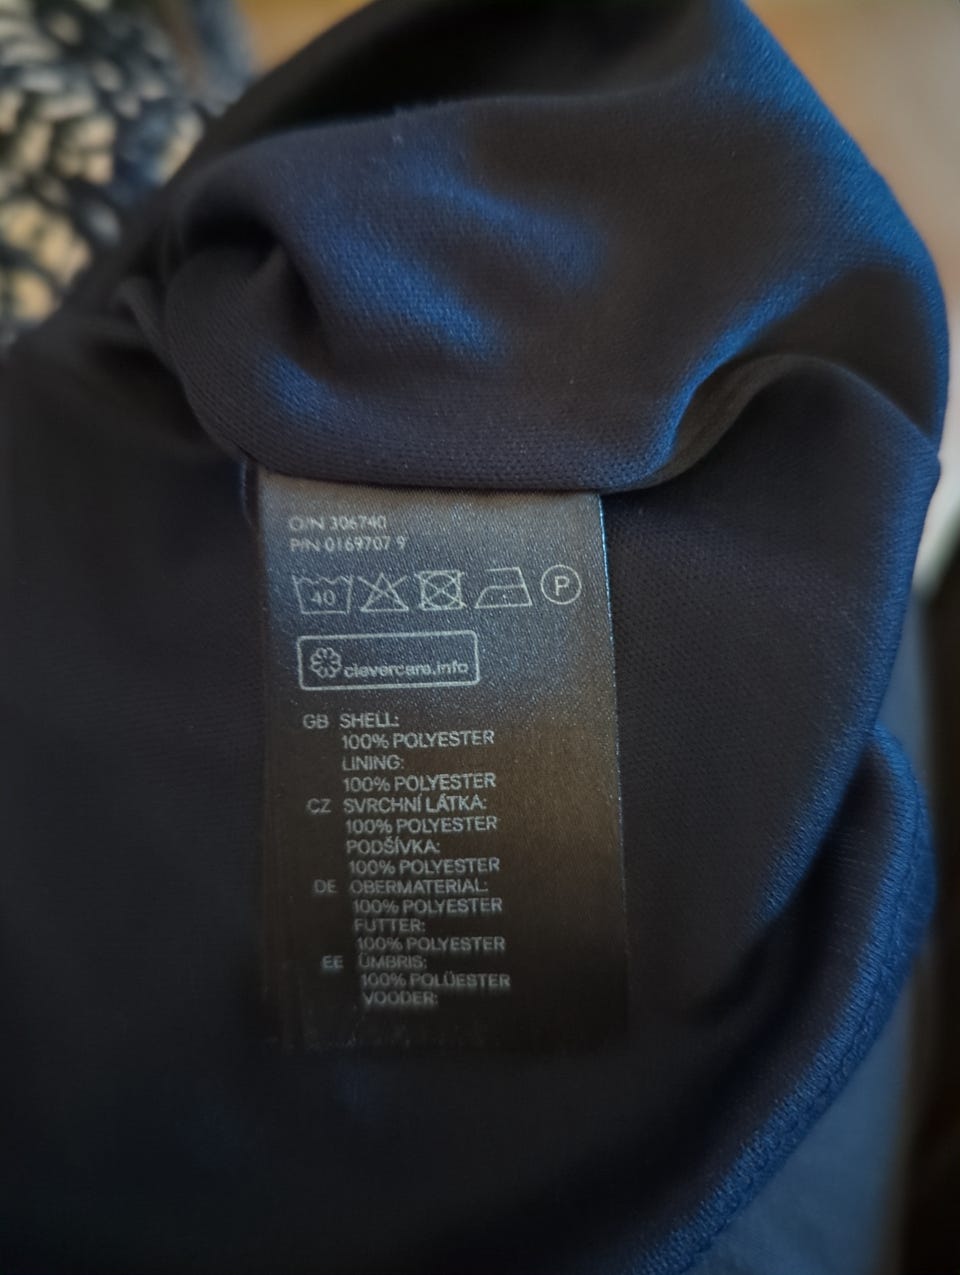 O/N 306740
P/N 0169707 9
40 P
clevercare.info
GB SHELL:
100% POLYESTER
LINING:
100% POLYESTER
CZ SVRCHNÍ LÁTKA:
100% POLYESTER
PODŠÍVKA:
100% POLYESTER
DE OBERMATERIAL:
100% POLYESTER
FUTTER:
100% POLYESTER
EE ÜMBRIS:
100% POLÜESTER
VOODER: